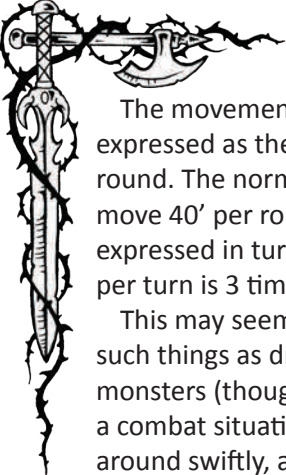 The movemen
expressed as the
round. The norm
move 40’ per ro
expressed in turn
per turn is 3 tim
This may seem
such things as d
monsters (thoug
a combat situati
around swiftly, a